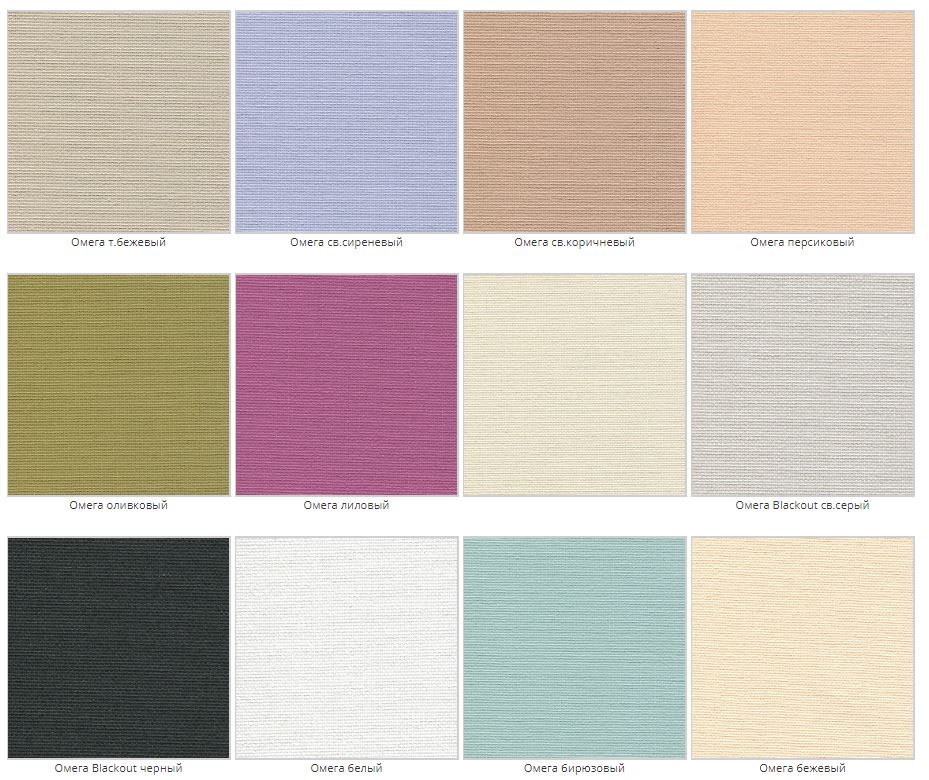 Омега т.бежевый
Омега св.сиреневый
Омега св.коричневый
Омега персиковый
Омега оливковый
Омега лиловый
Омега Blackout св.серый
Омега Blackout черный
Омега белый
Омега бирюзовый
Омега бежевый